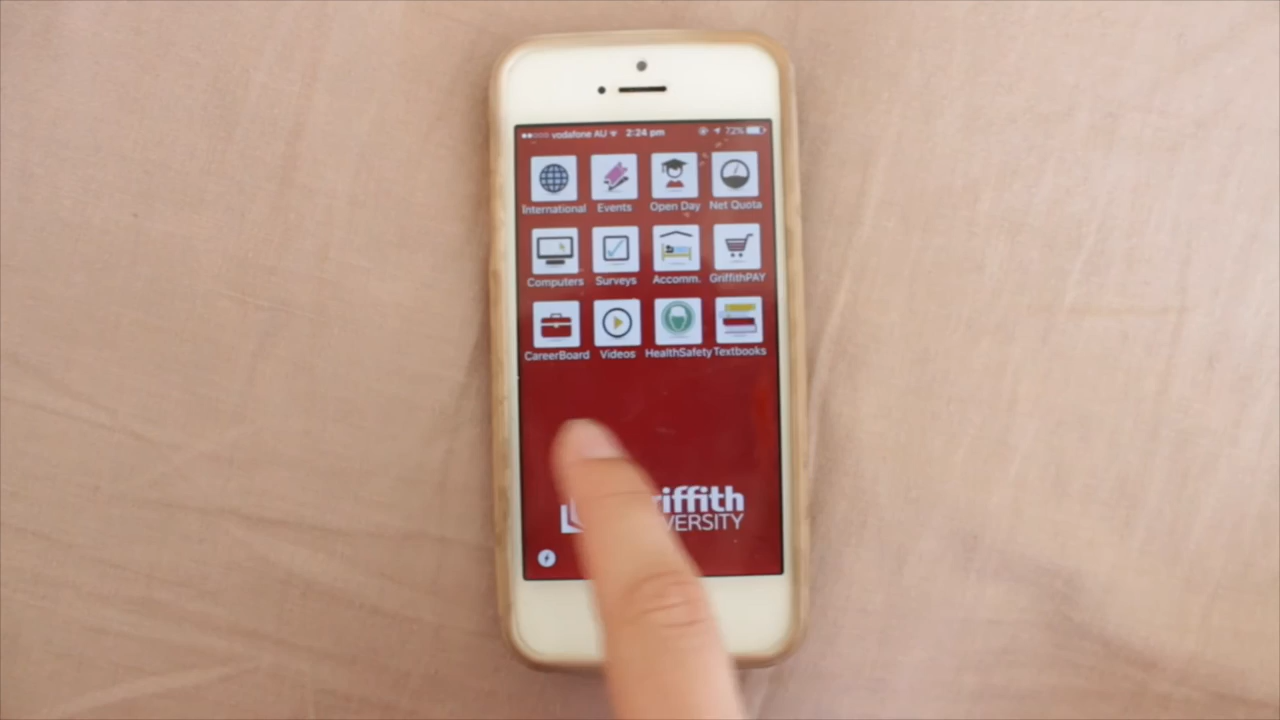 vodafone AU 2:24 pm 72%
International Events Open Day Net Quota
Computers Surveys Accomm. GriffithPAY
CareerBoard Videos HealthSafety Textbooks
riffith
VERSITY